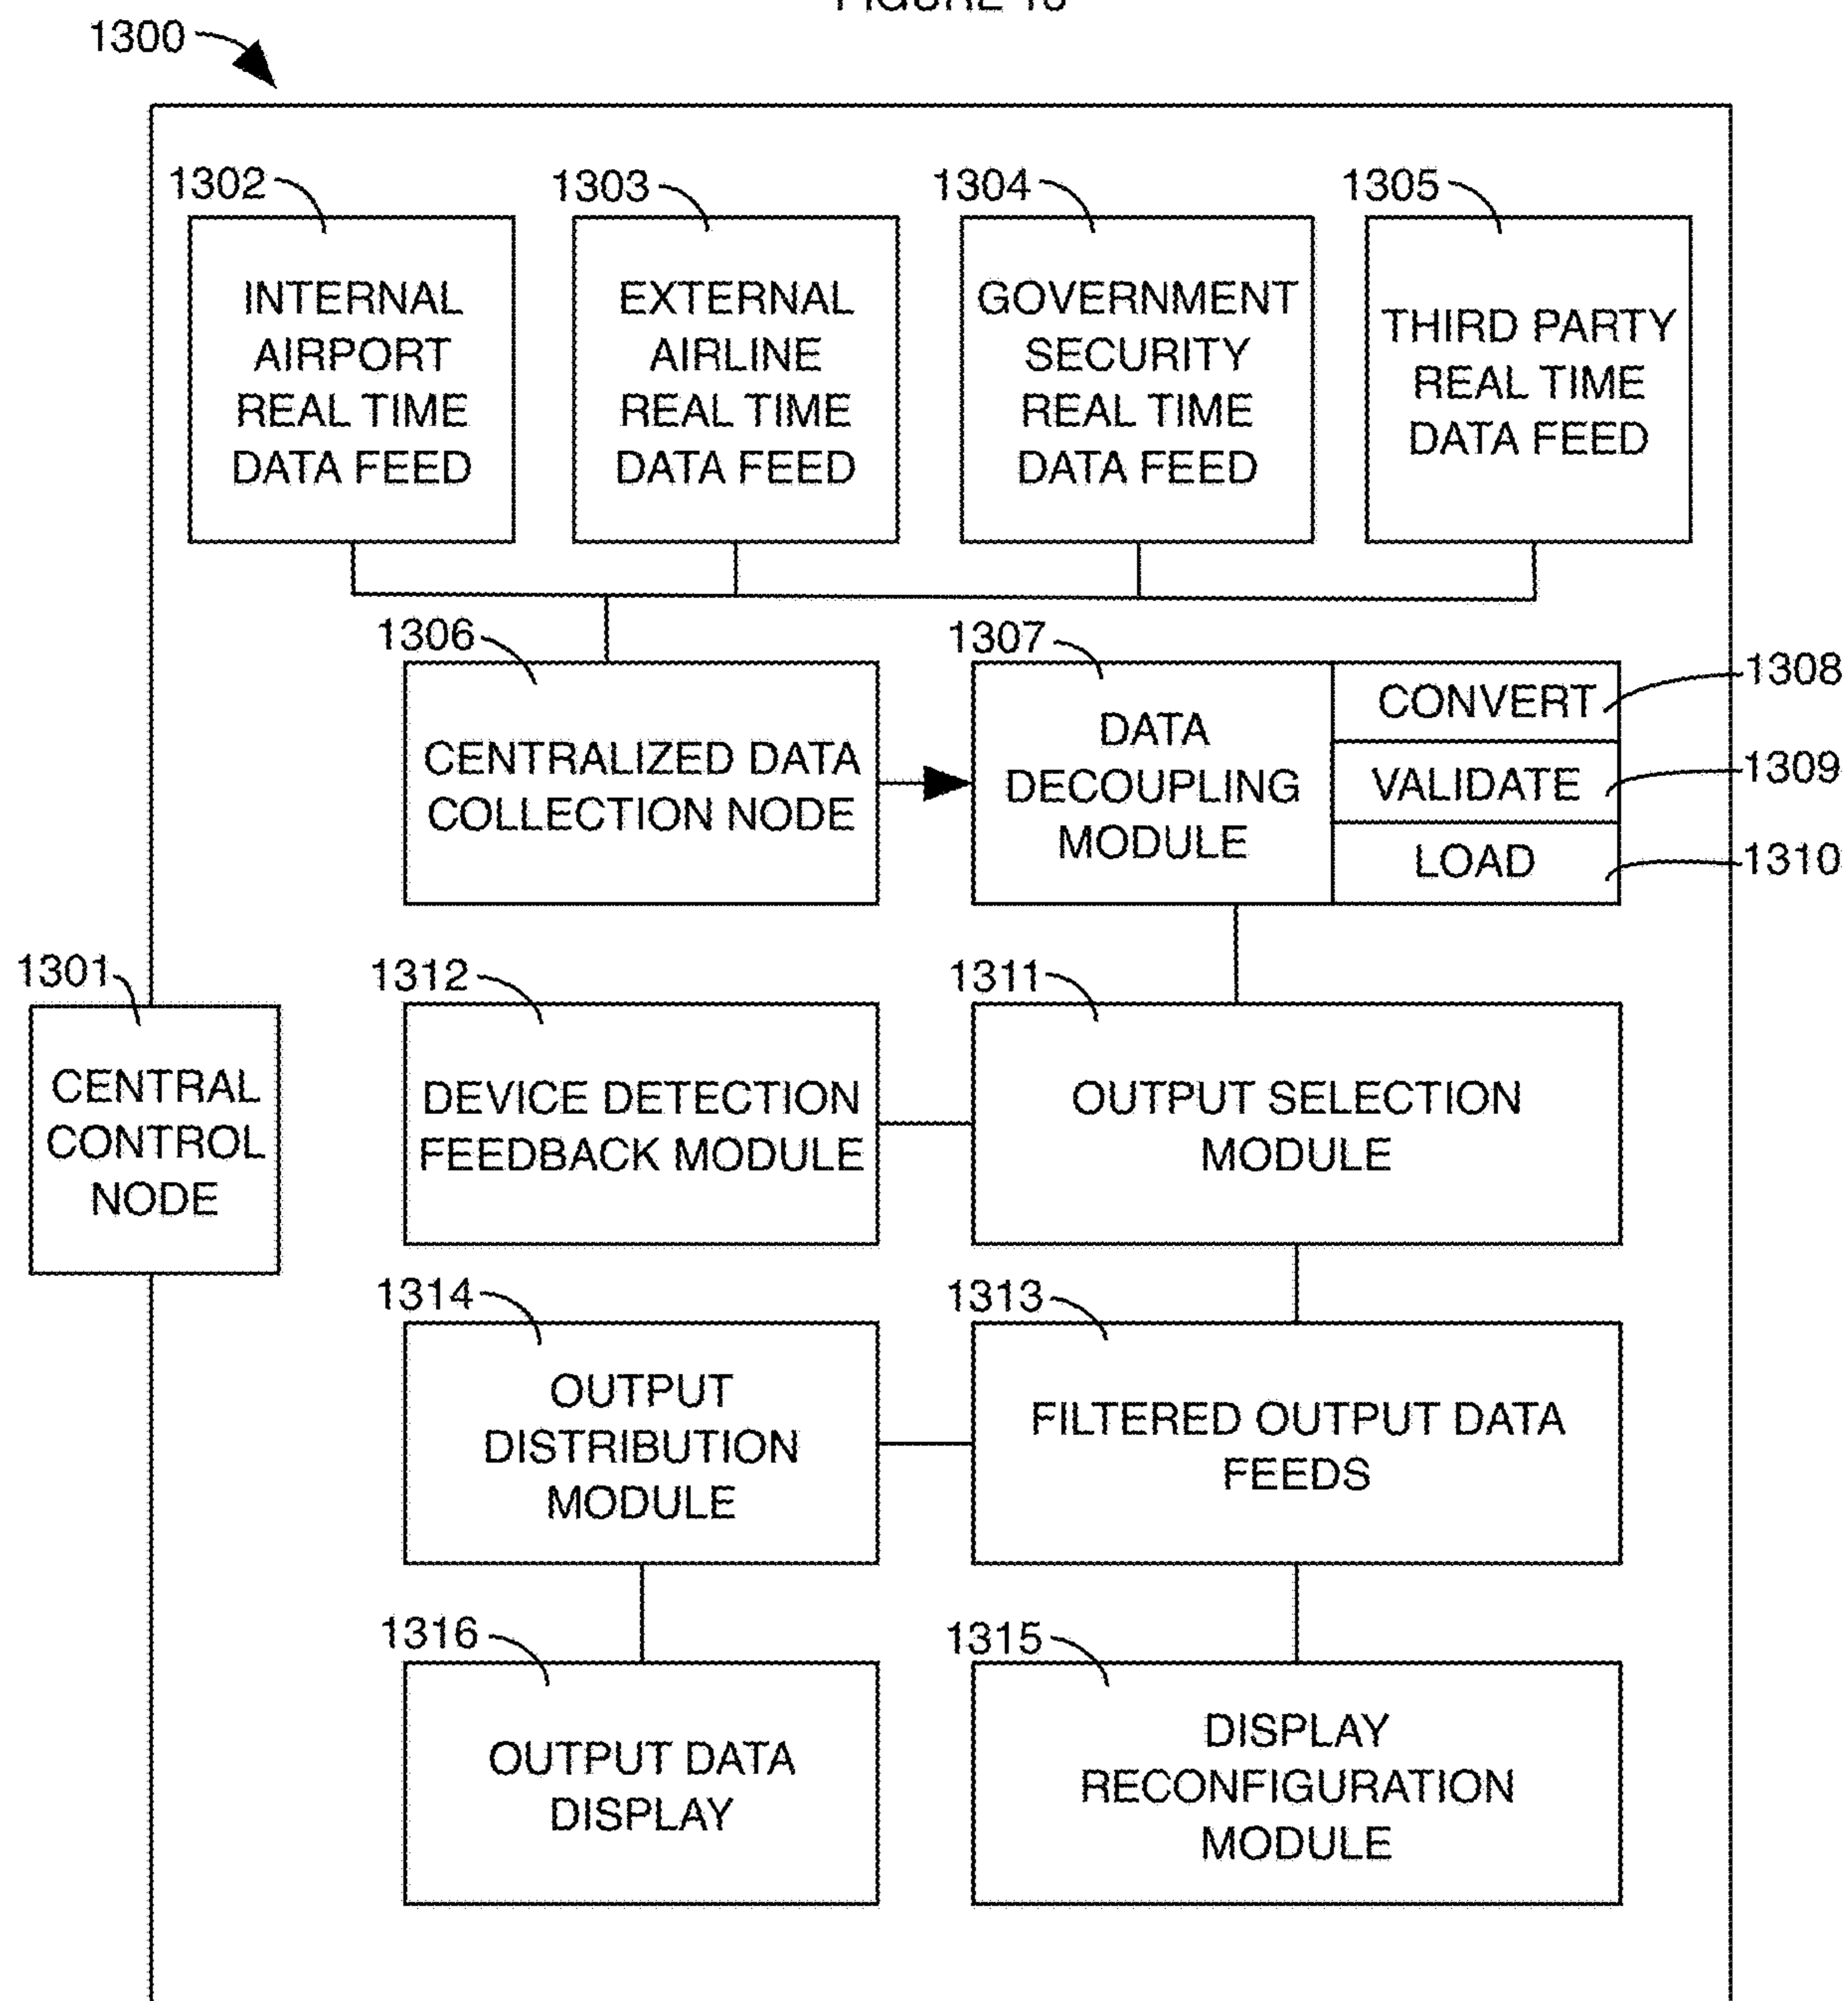 1300
1302
1303
1304
1305
INTERNAL
AIRPORT
REAL TIME
DATA FEED
EXTERNAL
AIRLINE
REAL TIME
DATA FEED
GOVERNMENT
SECURITY
REAL TIME
DATA FEED
THIRD PARTY
REAL TIME
DATA FEED
1306
1307
CENTRALIZED DATA
COLLECTION NODE
DATA
DECOUPLING
MODULE
CONVERT
1308
VALIDATE
1309
LOAD
1310
1301
CENTRAL
CONTROL
NODE
1312
1311
DEVICE DETECTION
FEEDBACK MODULE
OUTPUT SELECTION
MODULE
1314
1313
OUTPUT
DISTRIBUTION
MODULE
FILTERED OUTPUT DATA
FEEDS
1316
1315
OUTPUT DATA
DISPLAY
DISPLAY
RECONFIGURATION
MODULE